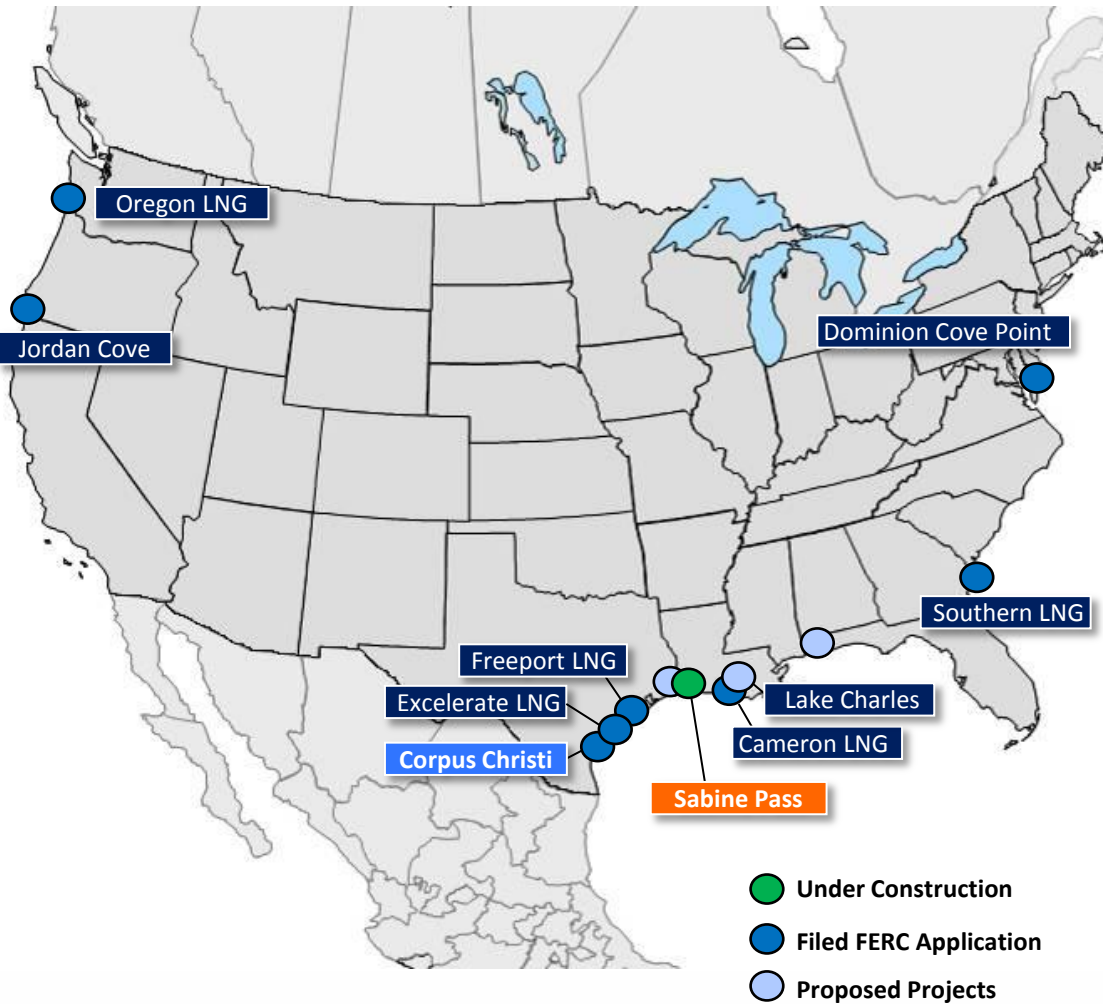 Oregon LNG
Jordan Cove
Dominion Cove Point
Southern LNG
Freeport LNG
Excelerate LNG
Lake Charles
Corpus Christi
Cameron LNG
Sabine Pass
Under Construction
Filed FERC Application
Proposed Projects